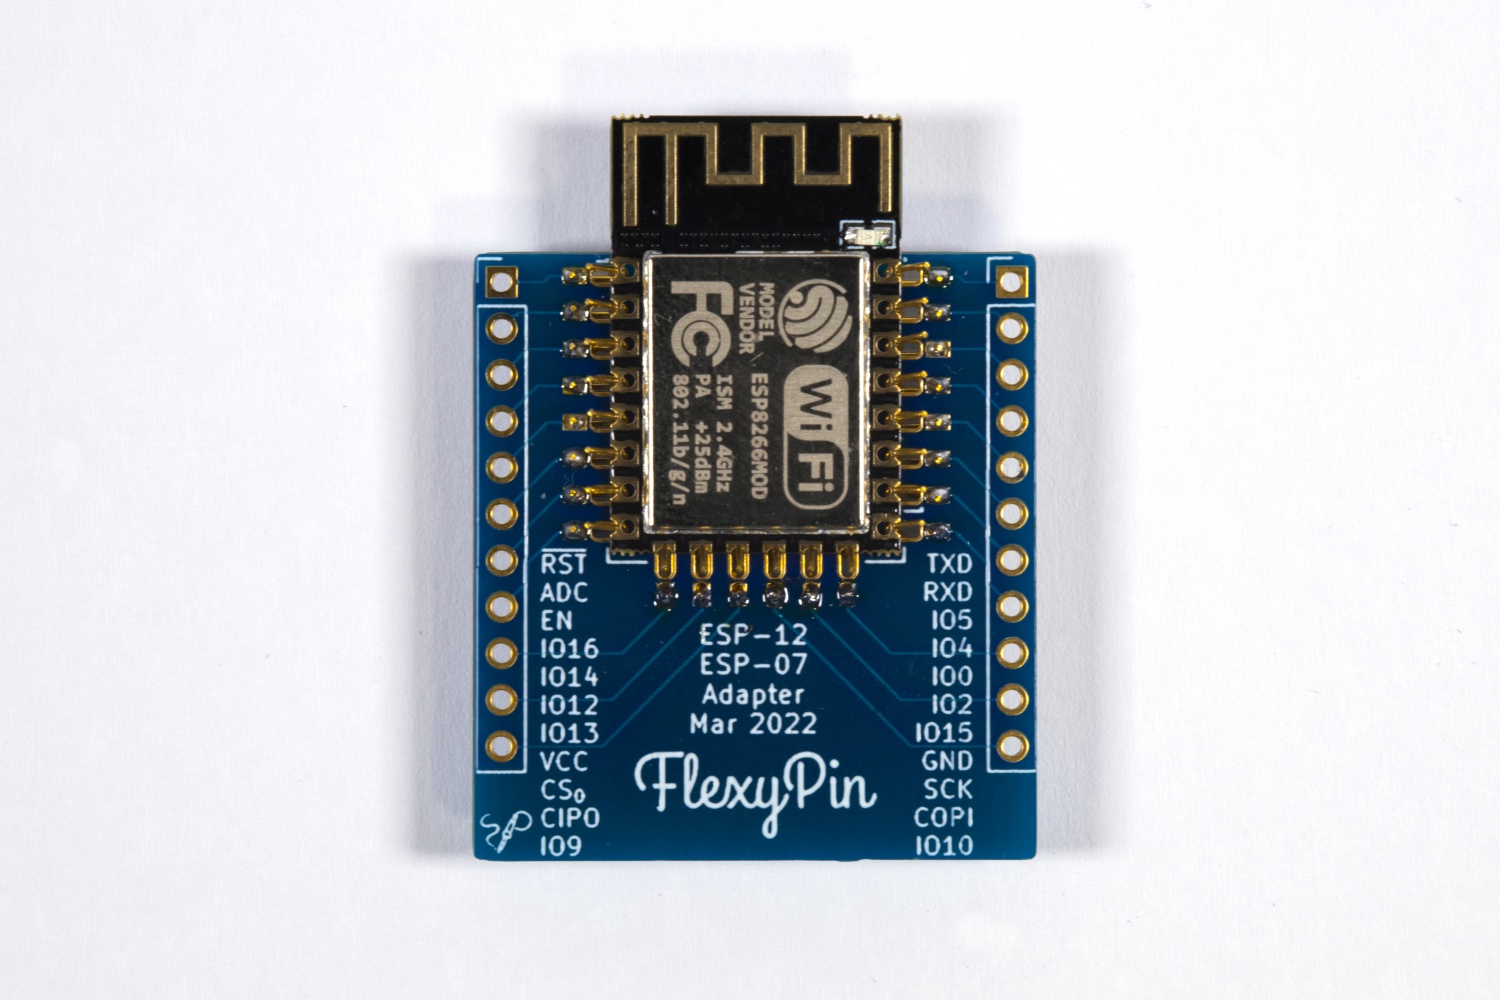 MODEL
VENDOR
ESP8266MOD
ISM 2.4GHz
PA +25dBm
802.11b/g/n
FC
Wi Fi
RST
ADC
EN
IO16
IO14
IO12
IO13
VCC
CS0
CIPO
IO9
ESP-12
ESP-07
Adapter
Mar 2022
FlexyPin
TXD
RXD
IO5
IO4
IO0
IO2
IO15
GND
SCK
COPI
IO10